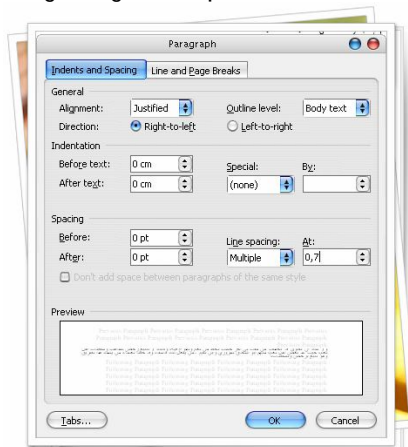 Paragraph
Indents and Spacing Line and Page Breaks
General
Alignment: Justified Outline level: Body text
Direction: Right-to-left Left-to-right
Indentation
Before text: 0 cm Special: By:
After text: 0 cm (none)
Spacing
Before: 0 pt Line spacing: At:
After: 0 pt Multiple 0,7
Don't add space between paragraphs of the same style
Preview
Tabs... OK Cancel